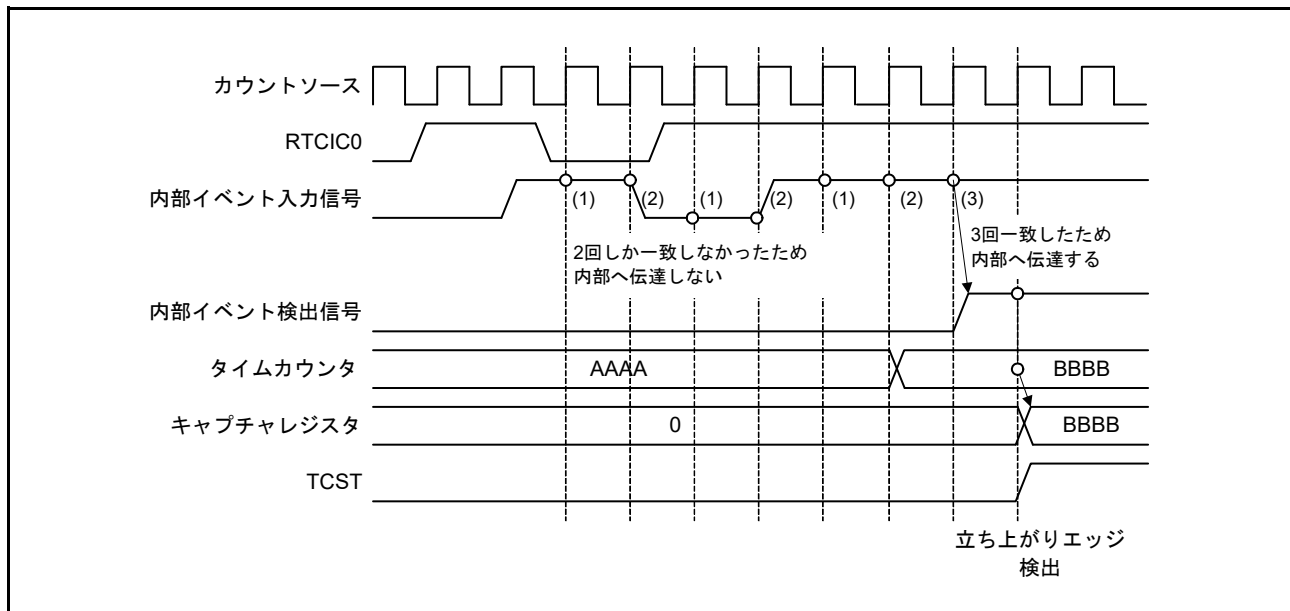 カウントソース
RTCIC0
内部イベント入力信号
(1)
(2)
(1)
(2)
(1)
(2)
(3)
2回しか一致しなかったため
内部へ伝達しない
3回一致したため
内部へ伝達する
内部イベント検出信号
タイムカウンタ
AAAA
BBBB
キャプチャレジスタ
0
BBBB
TCST
立ち上がりエッジ
検出